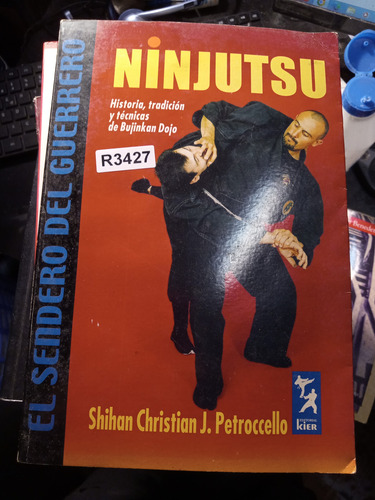 EL SENDERO DEL GUERRERO
NiNJUTSU
Historia, tradición
y técnicas
de Bujinkan Dojo
R3427
Shihan Christian J. Petroccello
KiER